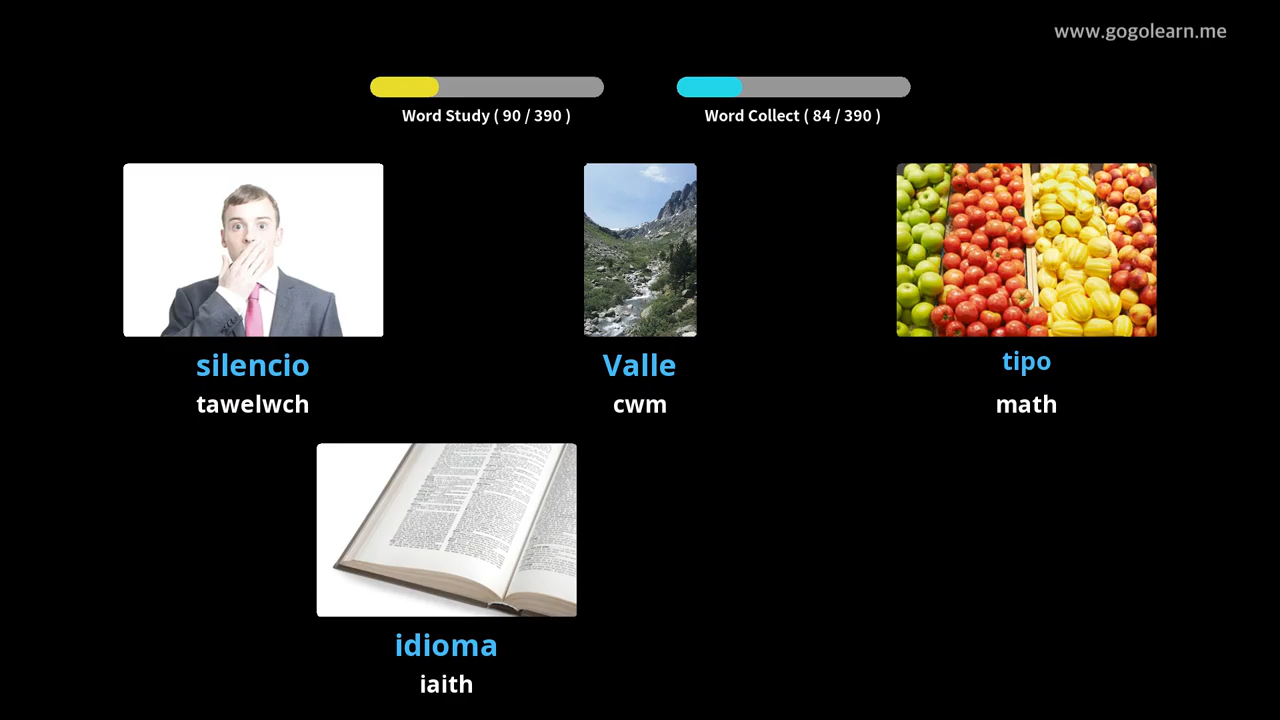 www.gogolearn.me
Word Study ( 90 / 390 )
Word Collect ( 84 / 390 )
silencio
tawelwch
Valle
cwm
tipo
math
idioma
iaith